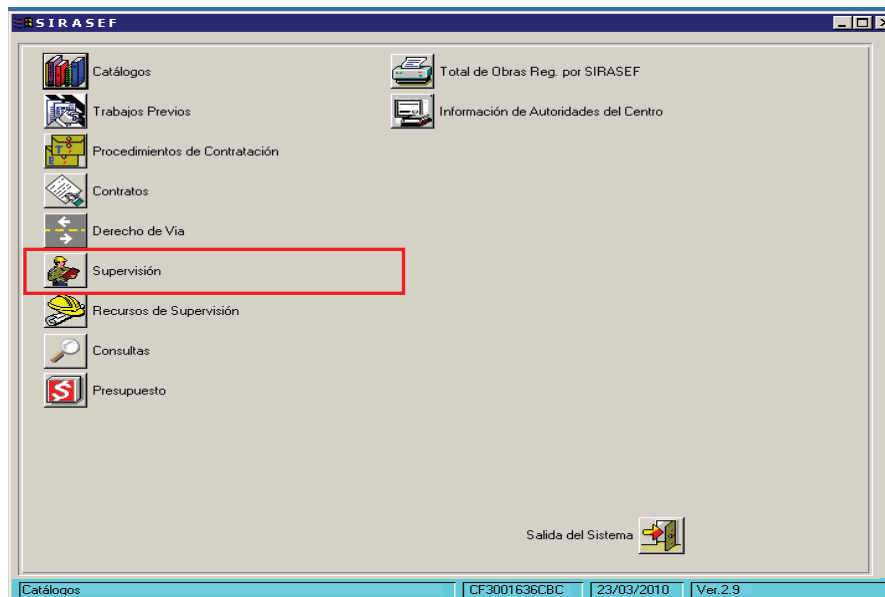 SIRASEF
Catálogos
Trabajos Previos
Procedimientos de Contratación
Contratos
Derecho de Via
Supervisión
Recursos de Supervisión
Consultas
Presupuesto
Total de Obras Reg. por SIRASEF
Información de Autoridades del Centro
Salida del Sistema
Catálogos CF3001636CBC 23/03/2010 Ver.2.9